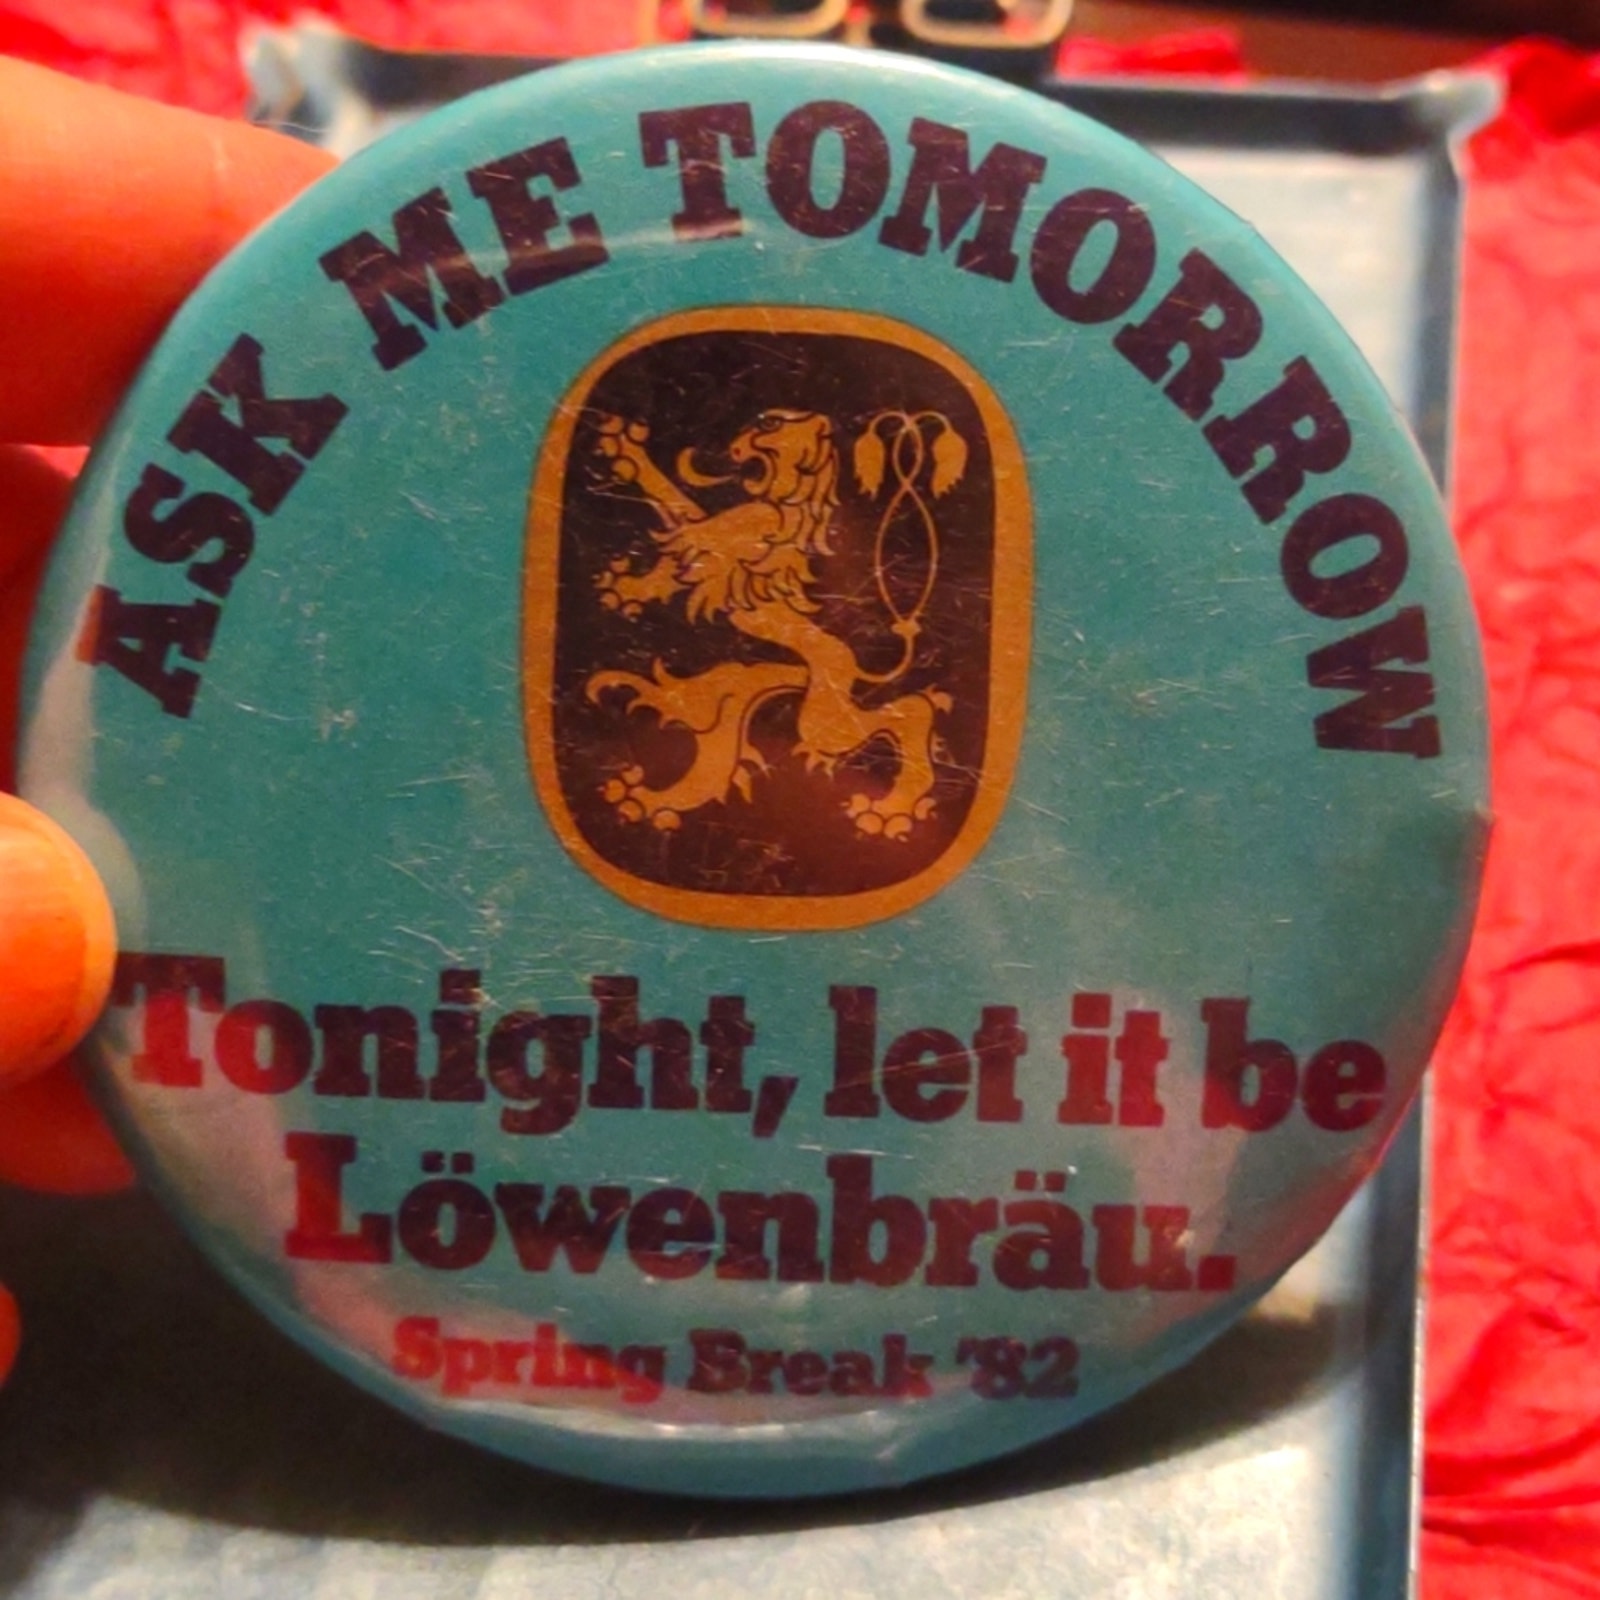 ASK ME TOMORROW
Tonight, let it be
Löwenbräu.
Spring Break '82